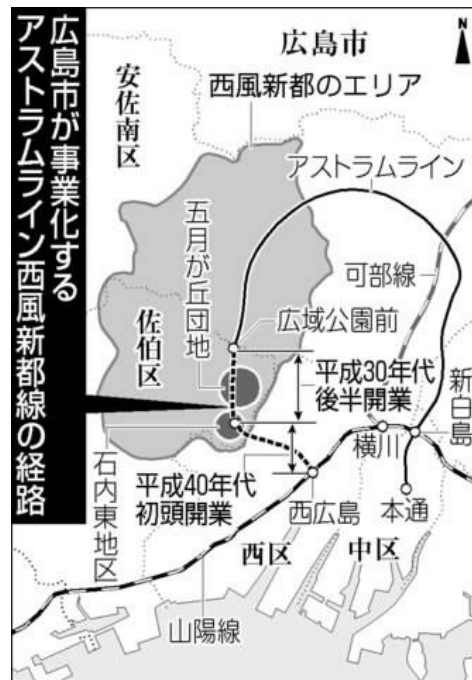 広島市が事業化する
アストラムライン西風新都線の経路
広島市
西風新都のエリア
安佐南区
アストラムライン
五月が丘団地
可部線
佐伯区
広域公園前
平成30年代
後半開業
新白島
横川
石内東地区
平成40年代
初頭開業
西広島
本通
西区
中区
山陽線
N